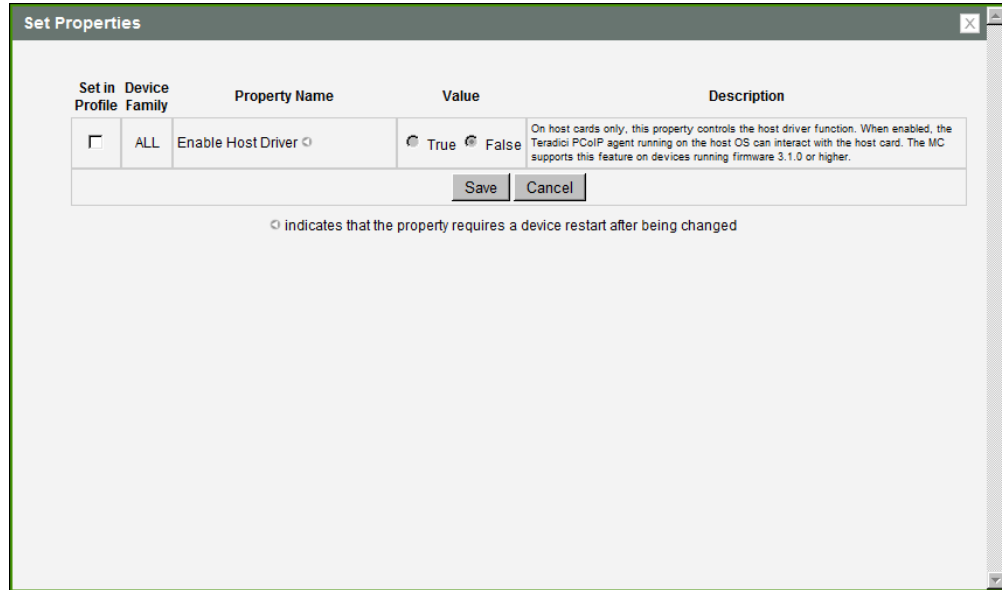 Set Properties
X
Set in Profile
Device Family
Property Name
Value
Description
ALL
Enable Host Driver
True
False
On host cards only, this property controls the host driver function. When enabled, the
Teradici PCoIP agent running on the host OS can interact with the host card. The MC
supports this feature on devices running firmware 3.1.0 or higher.
Save
Cancel
indicates that the property requires a device restart after being changed